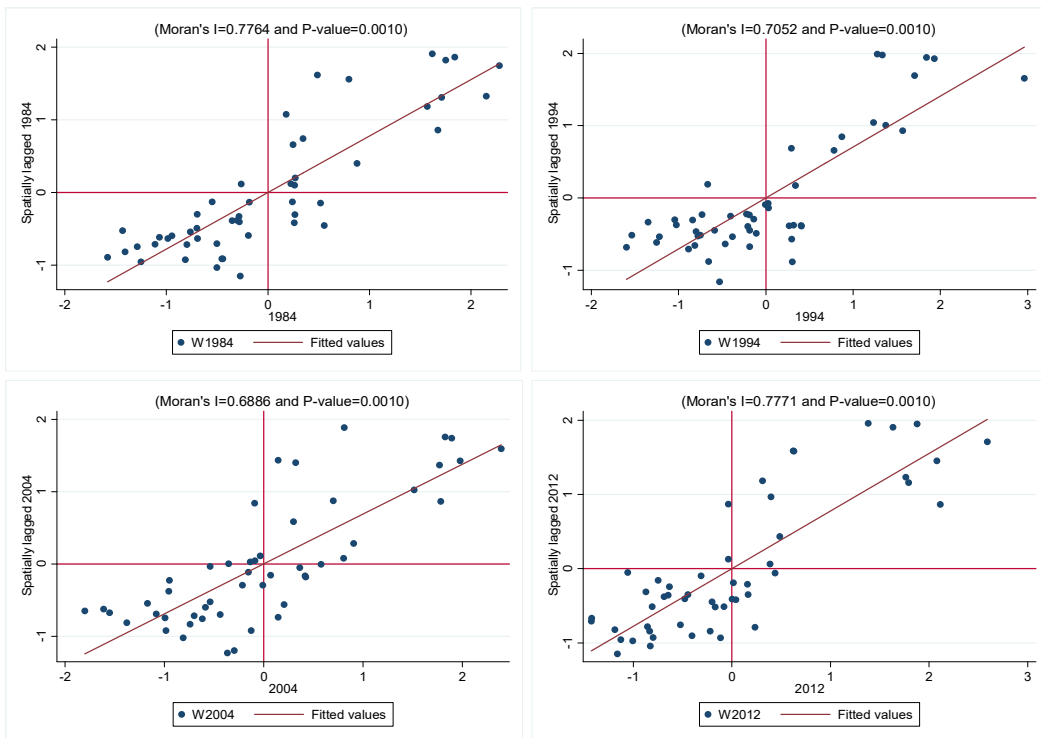 (Moran's I=0.7764 and P-value=0.0010)
Spatially lagged 1984
2
1
0
-1
-2 -1 0 1 2
1984
W1984 Fitted values
(Moran's I=0.7052 and P-value=0.0010)
Spatially lagged 1994
2
1
0
-1
-2 -1 0 1 2 3
1994
W1994 Fitted values
(Moran's I=0.6886 and P-value=0.0010)
Spatially lagged 2004
2
1
0
-1
-2 -1 0 1 2
2004
W2004 Fitted values
(Moran's I=0.7771 and P-value=0.0010)
Spatially lagged 2012
2
1
0
-1
-1 0 1 2 3
2012
W2012 Fitted values